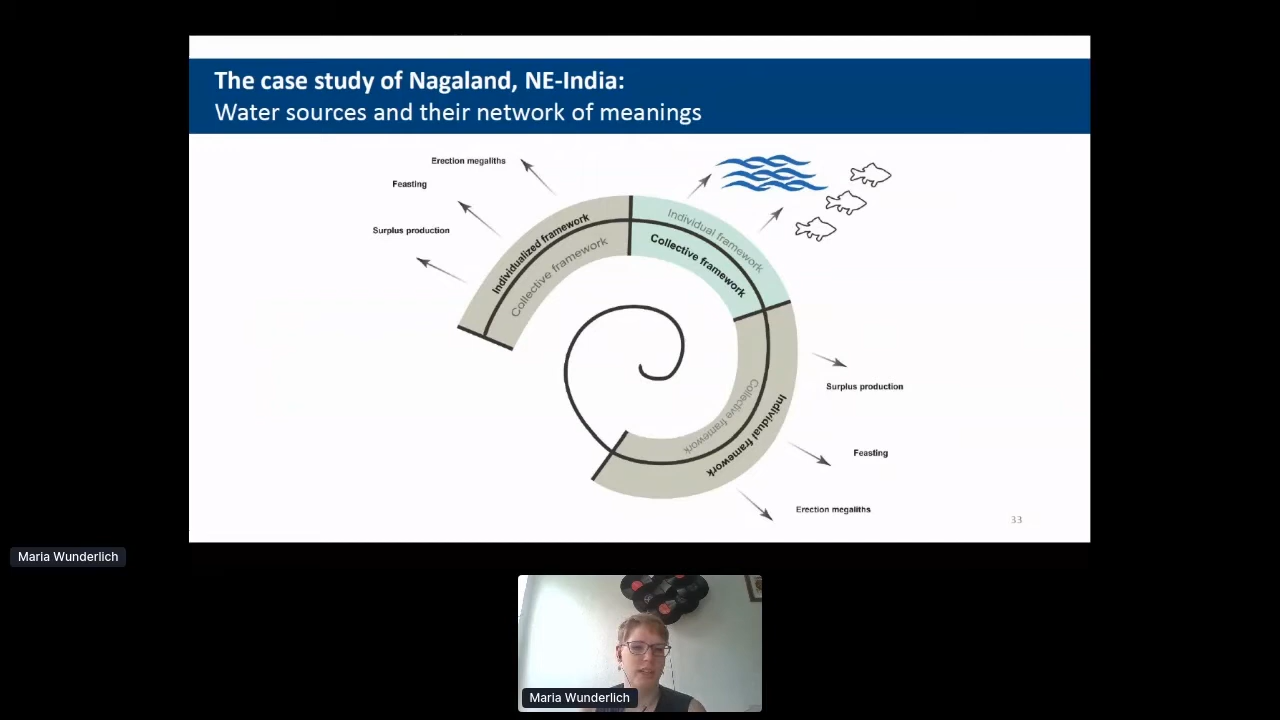 The case study of Nagaland, NE-India:
Water sources and their network of meanings
Erection megaliths
Feasting
Surplus production
Individualized framework
Collective framework
Individual framework
Collective framework
Surplus production
Collective framework
Individual framework
Feasting
Erection megaliths
33
Maria Wunderlich
Maria Wunderlich